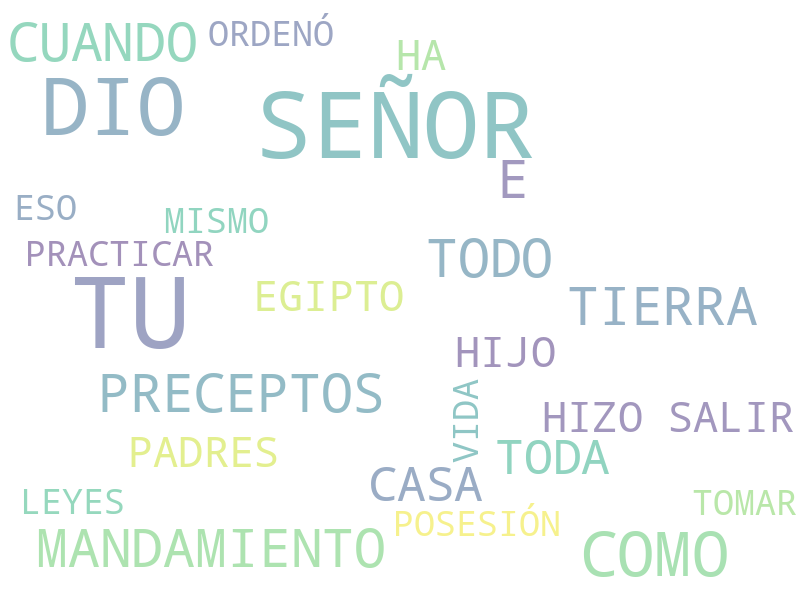 CUANDO
ORDENÓ
HA
DIO
SEÑOR
E
ESO
MISMO
PRACTICAR
TODO
TU
EGIPTO
TIERRA
HIJO
PRECEPTOS
VIDA
HIZO SALIR
PADRES
TODA
CASA
LEYES
TOMAR
POSESIÓN
MANDAMIENTO
COMO